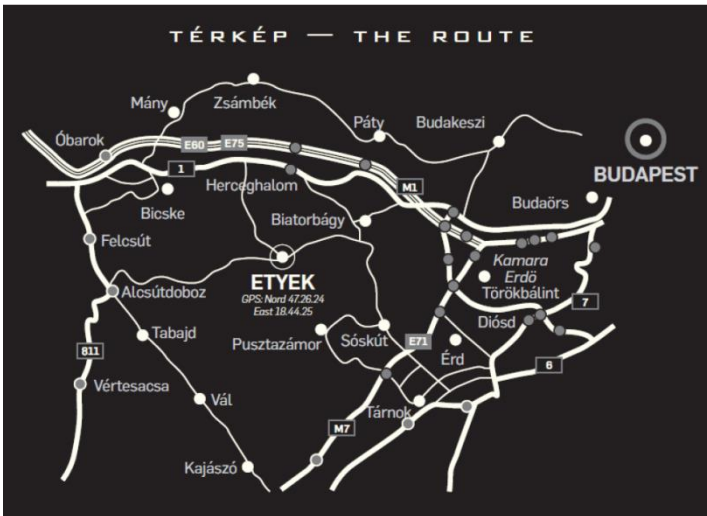 TÉRKÉP — THE ROUTE
Mány
Zsámbék
Páty
Budakeszi
Óbarok
E60
E75
BUDAPEST
1
Herceghalom
M1
Bicske
Biatorbágy
Budaörs
Felcsút
ETYEK
GPS: Nord 47.26.24
East 18.44.25
Kamara
Erdö
Törökbálint
Alcsútdoboz
7
Tabajd
Pusztazámor
Sóskút
E71
Diósd
Érd
811
6
Vértesacsa
Vál
Tárnok
M7
Kajászó